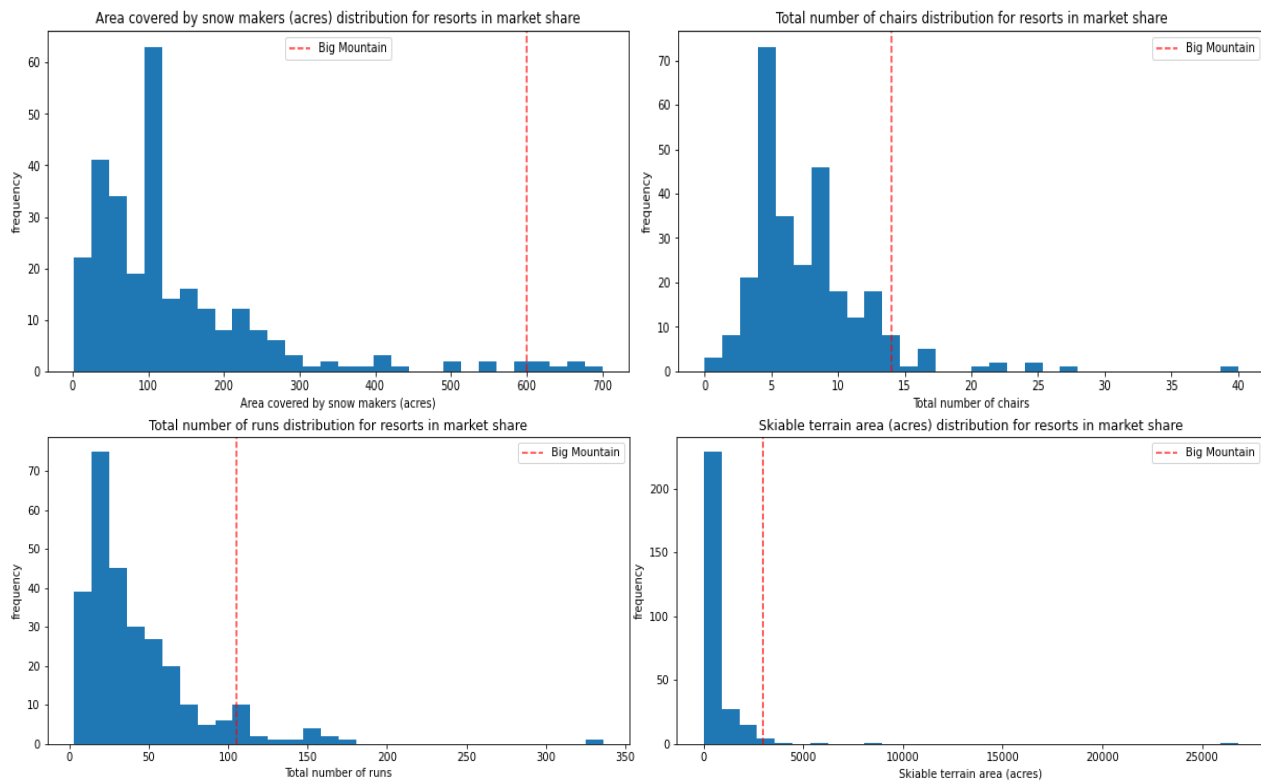 Area covered by snow makers (acres) distribution for resorts in market share
Big Mountain
frequency
60
50
40
30
20
10
0
0 100 200 300 400 500 600 700
Area covered by snow makers (acres)
Total number of chairs distribution for resorts in market share
Big Mountain
frequency
70
60
50
40
30
20
10
0
0 5 10 15 20 25 30 35 40
Total number of chairs
Total number of runs distribution for resorts in market share
Big Mountain
frequency
70
60
50
40
30
20
10
0
0 50 100 150 200 250 300 350
Total number of runs
Skiable terrain area (acres) distribution for resorts in market share
Big Mountain
frequency
200
150
100
50
0
0 5000 10000 15000 20000 25000
Skiable terrain area (acres)